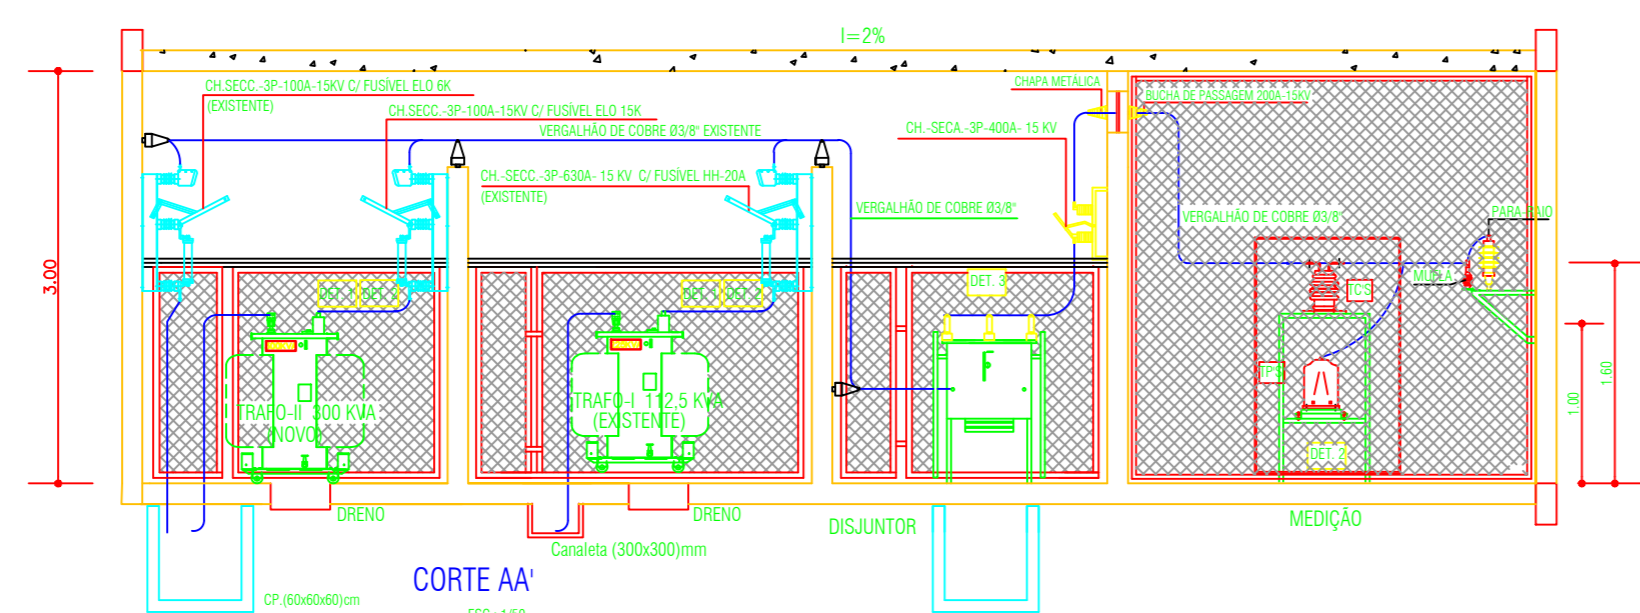 I=2%
CH.SECC.-3P-100A-15KV C/ FUSÍVEL ELO 6K
(EXISTENTE)
CH.SECC.-3P-100A-15KV C/ FUSÍVEL ELO 15K
VERGALHÃO DE COBRE Ø3/8" EXISTENTE
CHAPA METÁLICA
BUCHA DE PASSAGEM 200A-15KV
CH.-SECA.-3P-400A- 15 KV
CH.-SECC.-3P-630A- 15 KV C/ FUSÍVEL HH-20A
(EXISTENTE)
VERGALHÃO DE COBRE Ø3/8"
VERGALHÃO DE COBRE Ø3/8"
PARA-RAIO
MUFLA
3,00
DET. 1
DET. 2
DET. 1
DET. 2
DET. 3
TC'S
TP'S
1.60
1.00
TRAFO-II 300 KVA
(NOVO)
TRAFO-I 112,5 KVA
(EXISTENTE)
DET. 2
DRENO
DRENO
DISJUNTOR
MEDIÇÃO
Canaleta (300x300)mm
CORTE AA'
CP.(60x60x60)cm